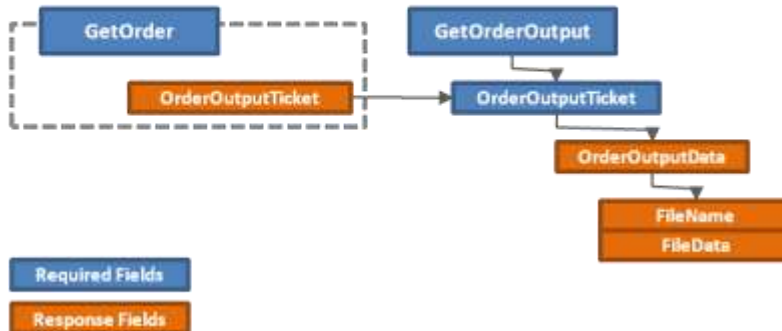 GetOrder
GetOrderOutput
OrderOutputTicket
OrderOutputTicket
OrderOutputData
FileName
FileData
Required Fields
Response Fields